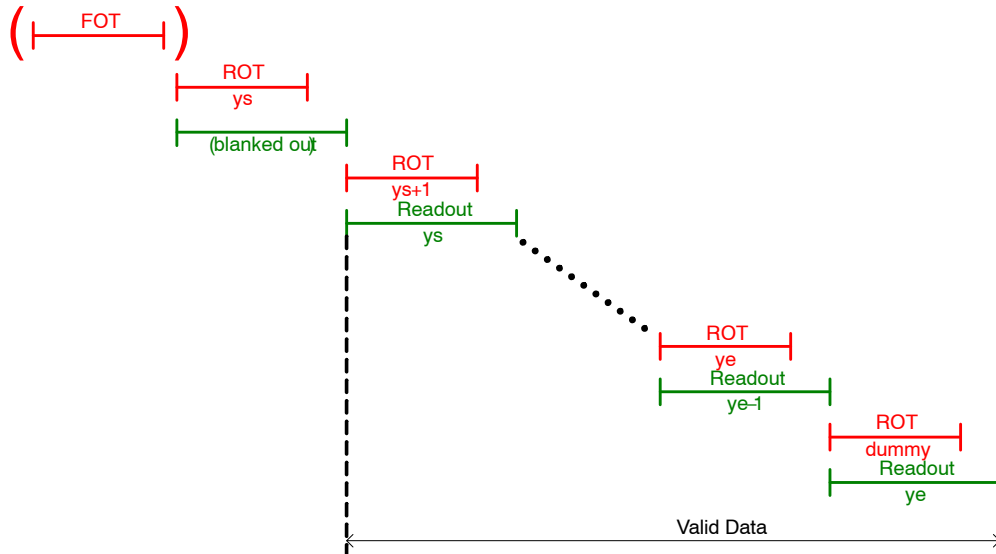 ( FOT )
ROT
ys
(blanked out)
ROT
ys+1
Readout
ys
ROT
ye
Readout
ye–1
ROT
dummy
Readout
ye
Valid Data